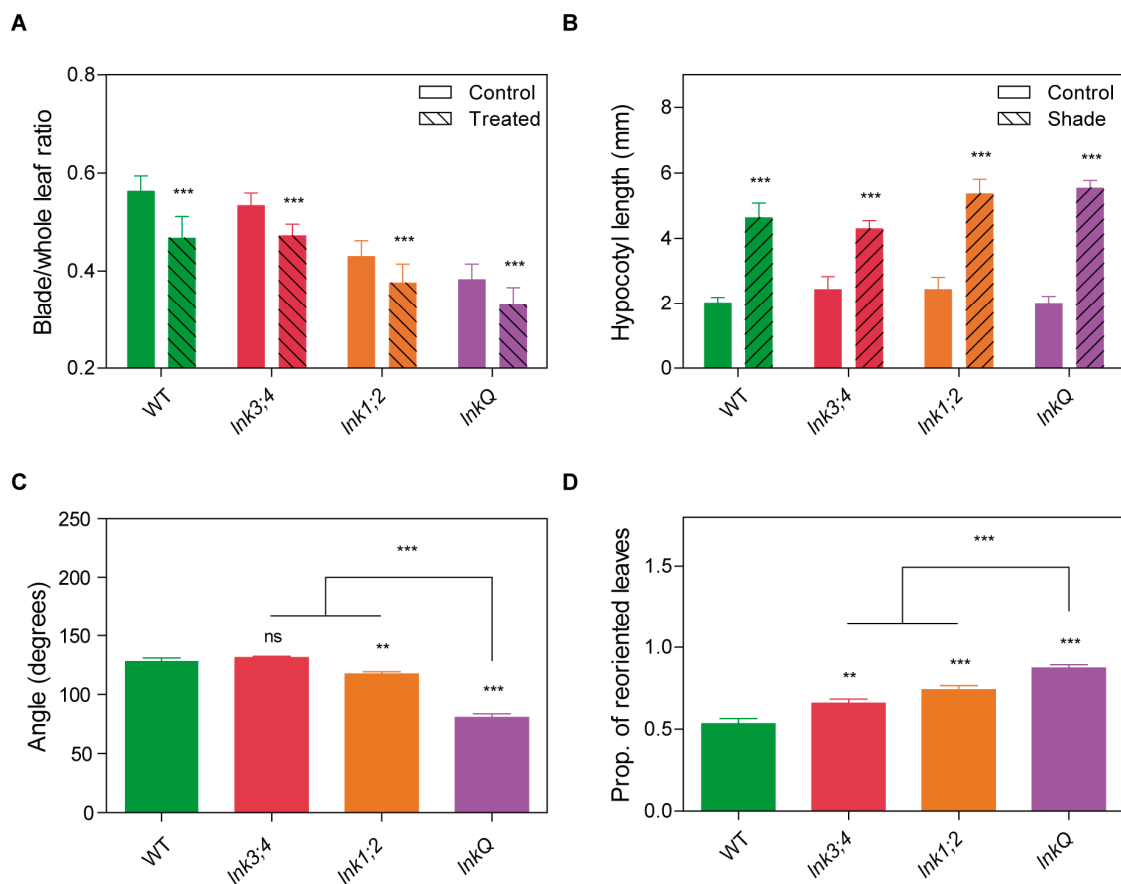 A
Blade/whole leaf ratio
0.8
0.6
0.4
0.2
Control
Treated
***
***
***
***
WT
lnk3;4
lnk1;2
lnkQ
B
Hypocotyl length (mm)
8
6
4
2
0
Control
Shade
***
***
***
***
WT
lnk3;4
lnk1;2
lnkQ
C
Angle (degrees)
250
200
150
100
50
0
***
ns
**
***
WT
lnk3;4
lnk1;2
lnkQ
D
Prop. of reoriented leaves
1.5
1.0
0.5
0.0
***
**
***
***
WT
lnk3;4
lnk1;2
lnkQ